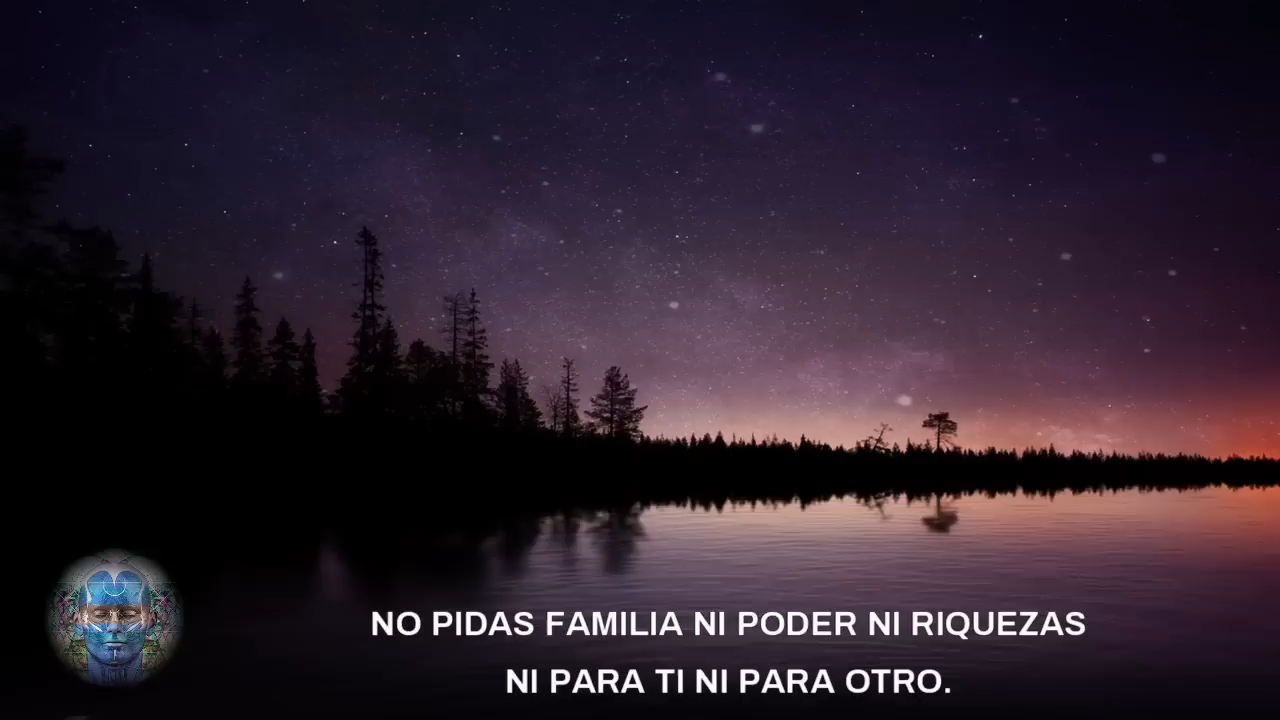 NO PIDAS FAMILIA NI PODER NI RIQUEZAS
NI PARA TI NI PARA OTRO.